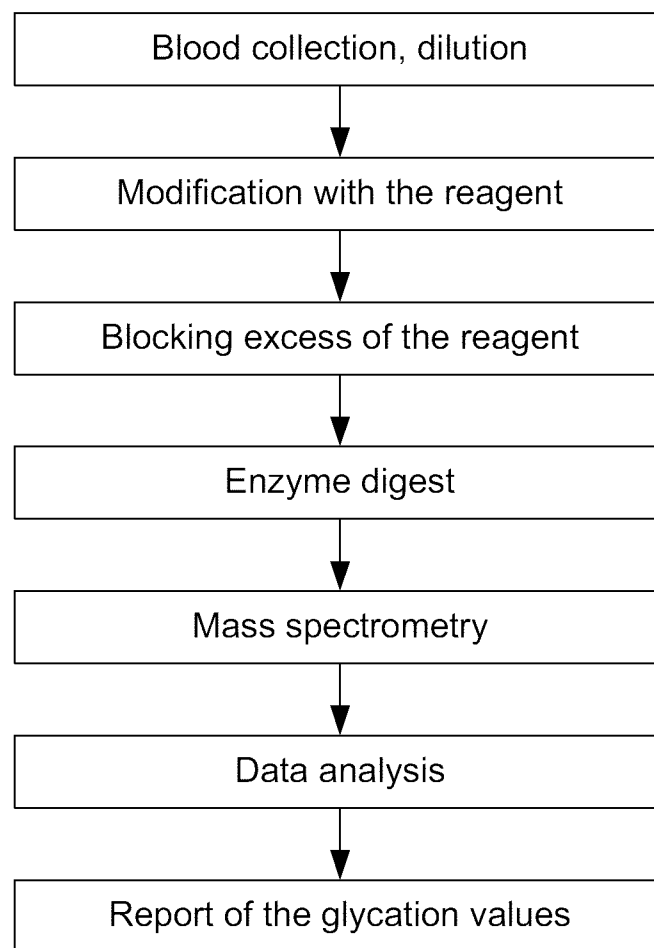 Blood collection, dilution
Modification with the reagent
Blocking excess of the reagent
Enzyme digest
Mass spectrometry
Data analysis
Report of the glycation values